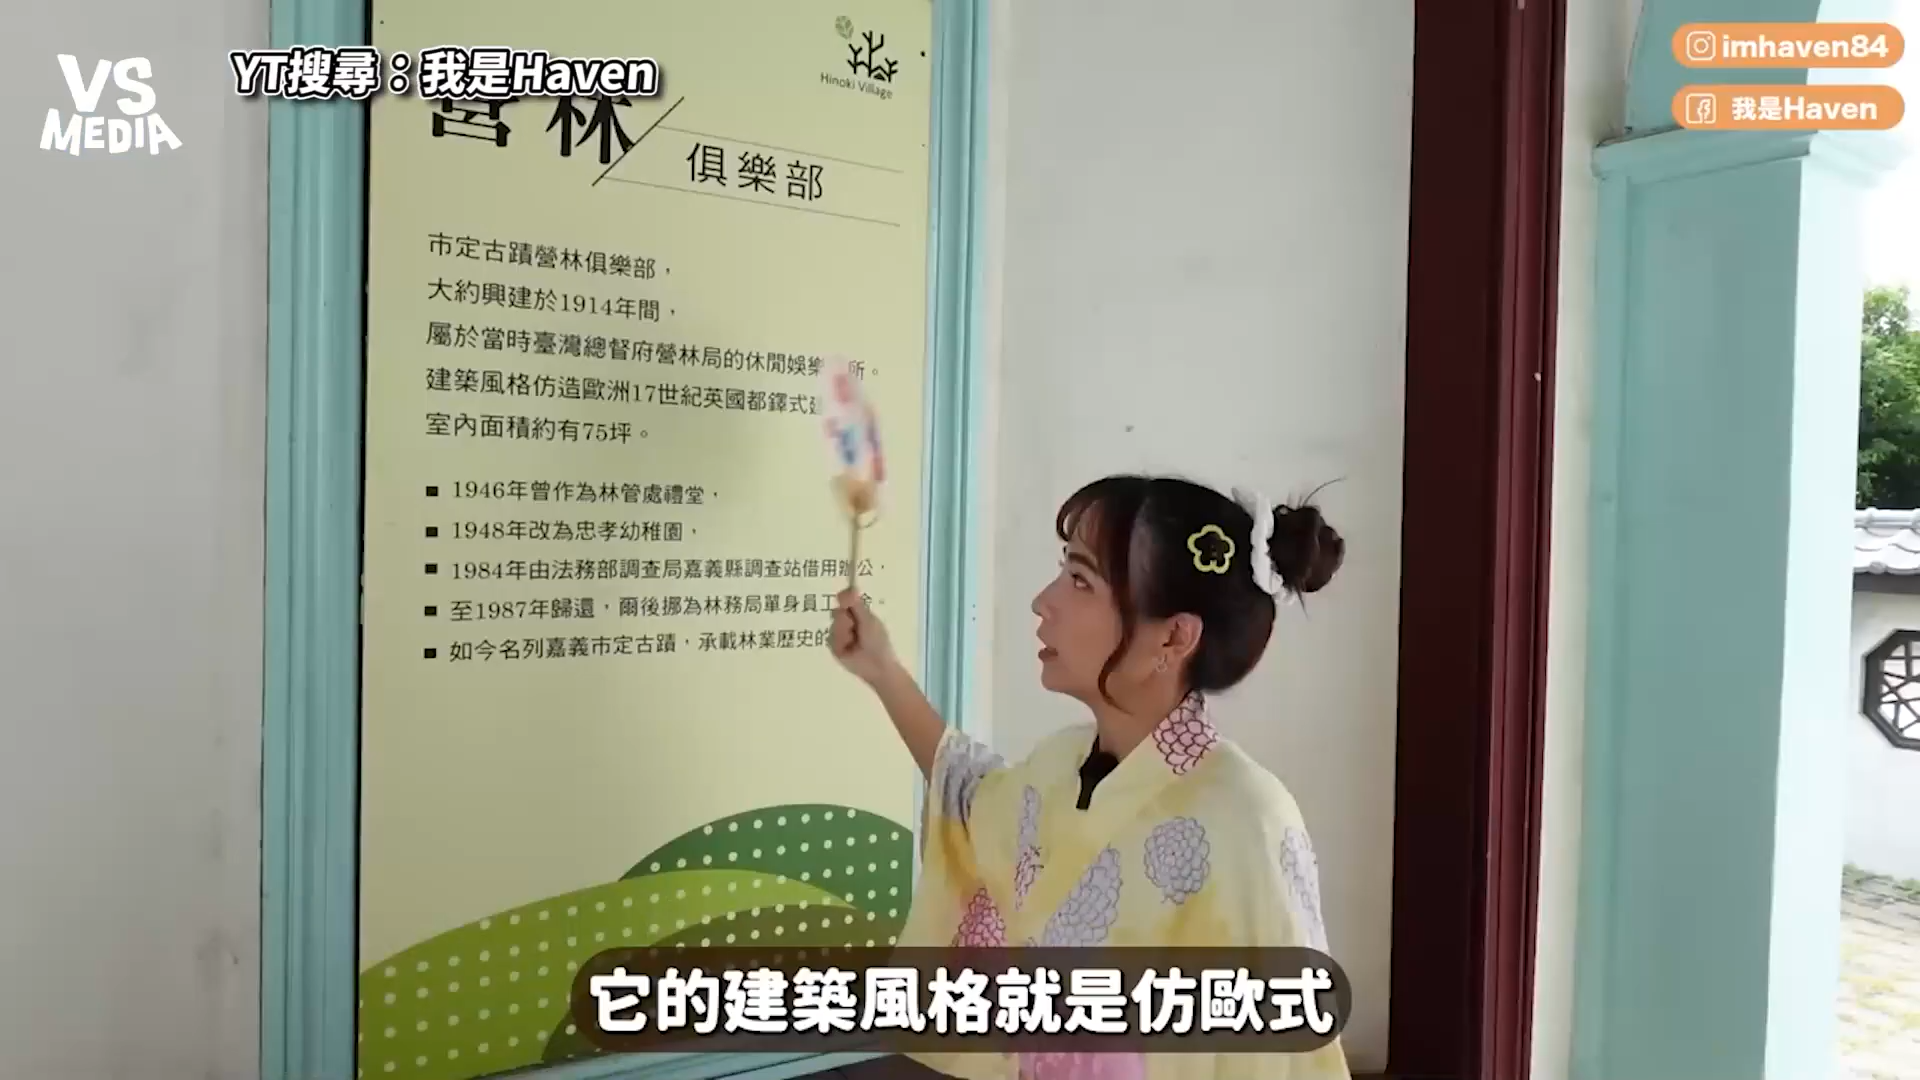 VS
MEDIA
YT搜尋：我是Haven
imhaven84
我是Haven
Hinoki Village
營林
俱樂部
市定古蹟營林俱樂部，
大約興建於1914年間，
屬於當時臺灣總督府營林局的休閒娛樂 所。
建築風格仿造歐洲17世紀英國都鐸式建
室內面積約有75坪。
■ 1946年曾作為林管處禮堂，
■ 1948年改為忠孝幼稚園，
■ 1984年由法務部調查局嘉義縣調查站借用辦公，
■ 至1987年歸還，爾後挪為林務局單身員工 舍。
■ 如今名列嘉義市定古蹟，承載林業歷史的
它的建築風格就是仿歐式